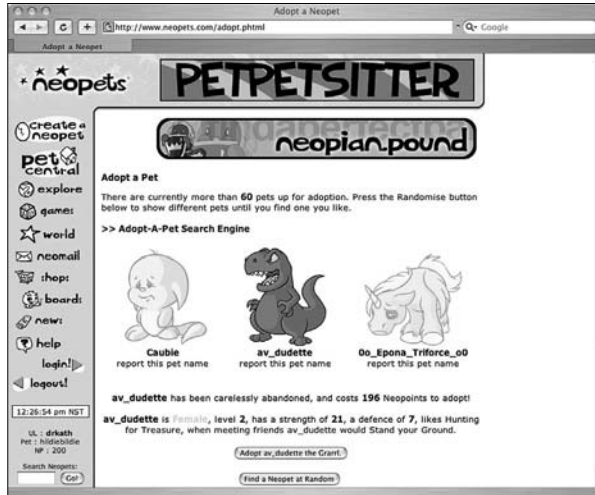 Adopt a Neopet
http://www.neopets.com/adopt.phtml
Google
Adopt a Neopet
neopets
PETPETSITTER
neopian.pound
create a
neopet
pet
central
explore
games
world
neomail
shops
boards
news
help
login!
logout!
12:26:54 pm NST
UL : drkath
Pet : hildiebildie
NP : 200
Search Neopets:
Go!
Adopt a Pet
There are currently more than 60 pets up for adoption. Press the Randomise button
below to show different pets until you find one you like.
>> Adopt-A-Pet Search Engine
Caubie
report this pet name
av_dudette
report this pet name
0o_Epona_Triforce_o0
report this pet name
av_dudette has been carelessly abandoned, and costs 196 Neopoints to adopt!
av_dudette is Female, level 2, has a strength of 21, a defence of 7, likes Hunting
for Treasure, when meeting friends av_dudette would Stand your Ground.
Adopt av_dudette the Grarrl.
Find a Neopet at Random